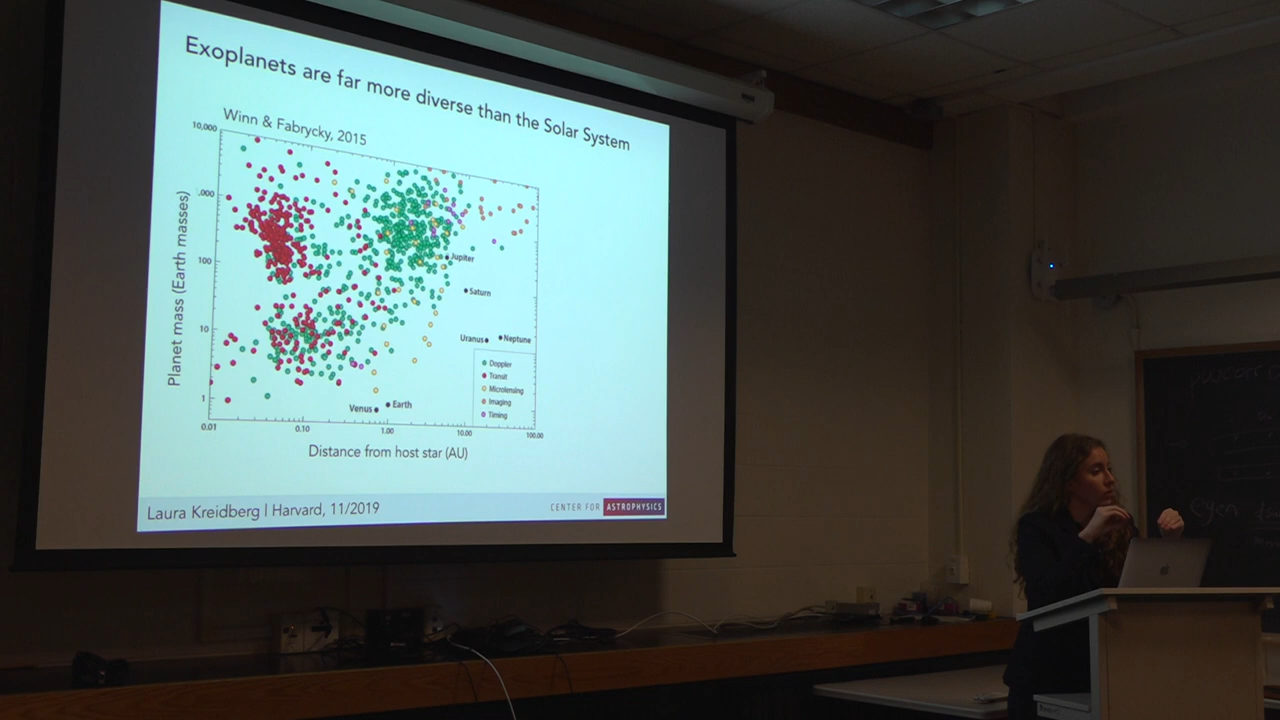 Exoplanets are far more diverse than the Solar System
Winn & Fabrycky, 2015
10,000
,000
100
10
1
Planet mass (Earth masses)
Jupiter
Saturn
Uranus
Neptune
Venus
Earth
Doppler
Transit
Microlensing
Imaging
Timing
0.01
0.10
1.00
10.00
100.00
Distance from host star (AU)
Laura Kreidberg | Harvard, 11/2019
CENTER FOR ASTROPHYSICS